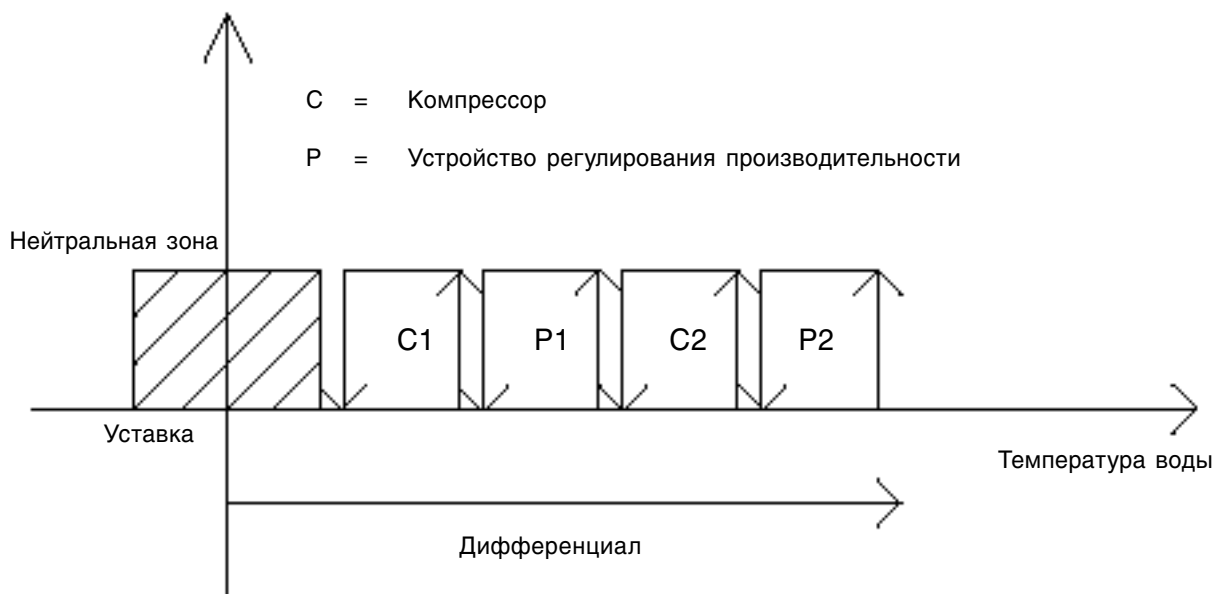 С = Компрессор
Р = Устройство регулирования производительности
Нейтральная зона
C1 P1 C2 P2
Уставка
Температура воды
Дифференциал